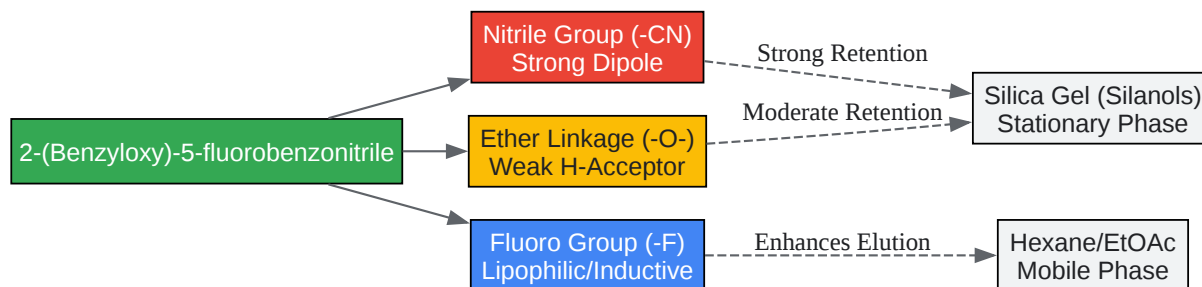 Nitrile Group (-CN)
Strong Dipole
Strong Retention
Silica Gel (Silanols)
Stationary Phase
Moderate Retention
2-(Benzyloxy)-5-fluorobenzonitrile
Ether Linkage (-O-)
Weak H-Acceptor
Fluoro Group (-F)
Lipophilic/Inductive
Enhances Elution
Hexane/EtOAc
Mobile Phase